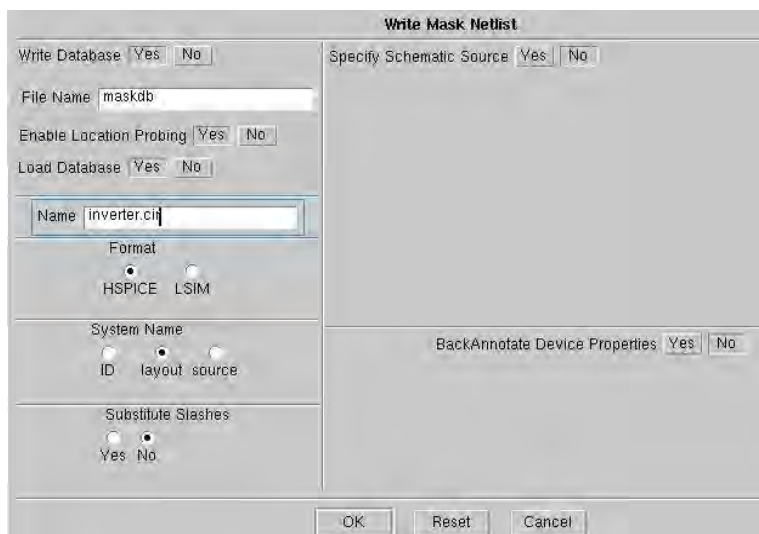 Write Mask Netlist
Write Database Yes No
File Name maskdb
Enable Location Probing Yes No
Load Database Yes No
Name inverter.cir
Format
HSPICE LSIM
System Name
ID layout source
Substitute Slashes
Yes No
Specify Schematic Source Yes No
BackAnnotate Device Properties Yes No
OK Reset Cancel